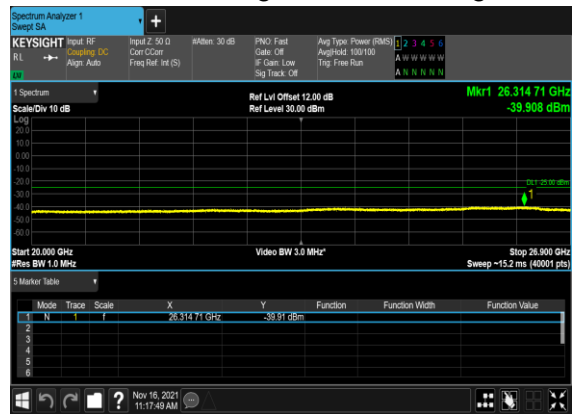 Spectrum Analyzer 1
Swept SA
+
KEYSIGHT Input: RF Input Z: 50 Ω #Atten: 30 dB PNO: Fast Avg Type: Power (RMS) 1 2 3 4 5 6
RL Coupling: DC Corr CCorr Gate: Off Avg|Hold: 100/100 A W W W W W
Align: Auto Freq Ref: Int (S) IF Gain: Low Trig: Free Run
LW Sig Track: Off A N N N N N
1 Spectrum Ref Lvl Offset 12.00 dB Mkr1 26.314 71 GHz
Scale/Div 10 dB Ref Level 30.00 dBm -39.908 dBm
Log
20.0
10.0
0.00
-10.0
-20.0
DL1 -25.00 dBm
-30.0
1
-40.0
-50.0
-60.0
Start 20.000 GHz Video BW 3.0 MHz* Stop 26.900 GHz
#Res BW 1.0 MHz Sweep ~15.2 ms (40001 pts)
5 Marker Table
Mode Trace Scale X Y Function Function Width Function Value
1 N 1 f 26.314 71 GHz -39.91 dBm
2
3
4
5
6
? Nov 16, 2021
11:17:49 AM